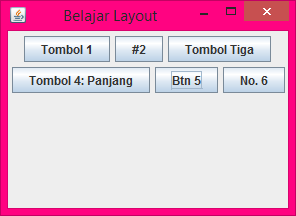 Belajar Layout
Tombol 1 #2 Tombol Tiga
Tombol 4: Panjang Btn 5 No. 6